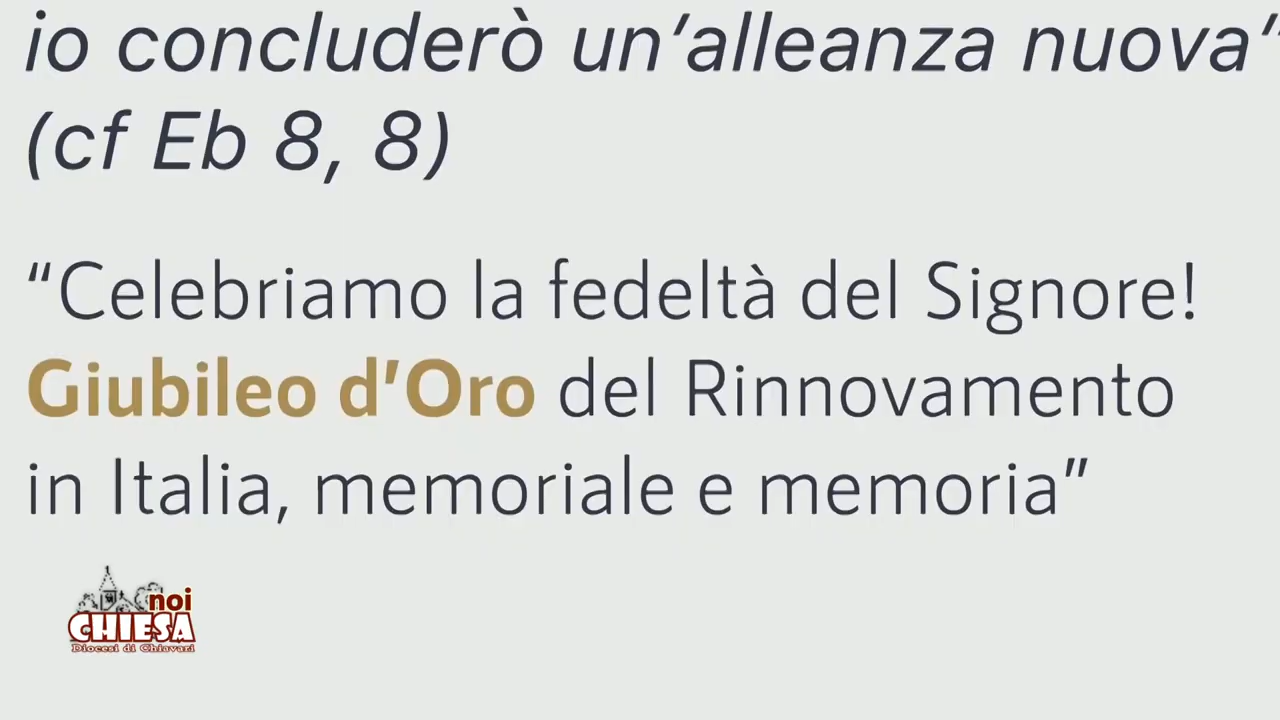 io concluderò un’alleanza nuova”
(cf Eb 8, 8)
“Celebriamo la fedeltà del Signore!
Giubileo d’Oro del Rinnovamento
in Italia, memoriale e memoria”
noi
CHIESA
Diocesi di Chiavari